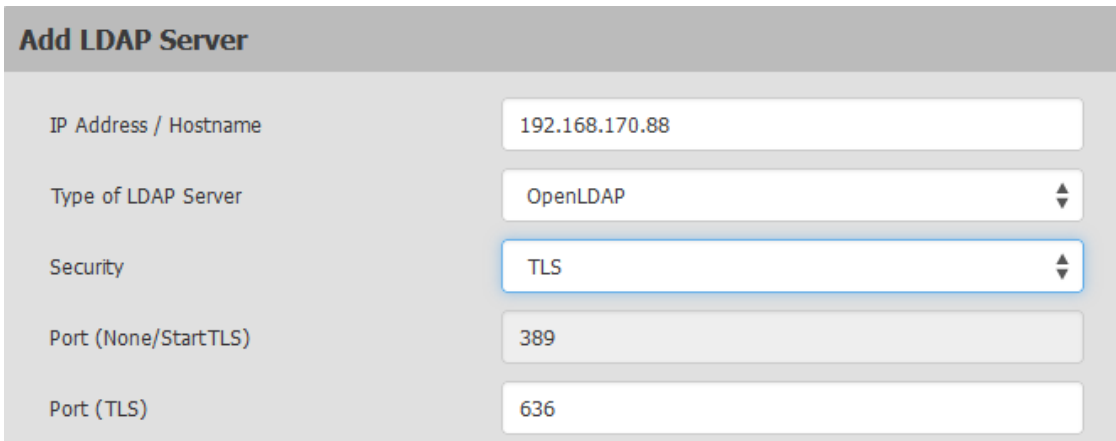 Add LDAP Server
IP Address / Hostname 192.168.170.88
Type of LDAP Server OpenLDAP
Security TLS
Port (None/StartTLS) 389
Port (TLS) 636